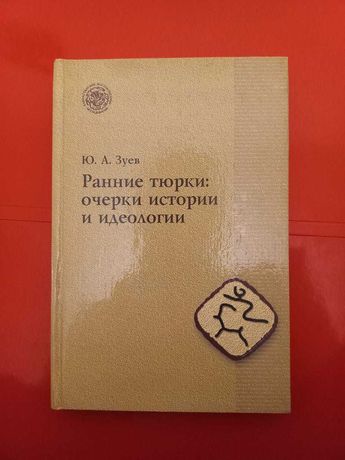 Ю. А. Зуев
Ранние тюрки:
очерки истории
и идеологии